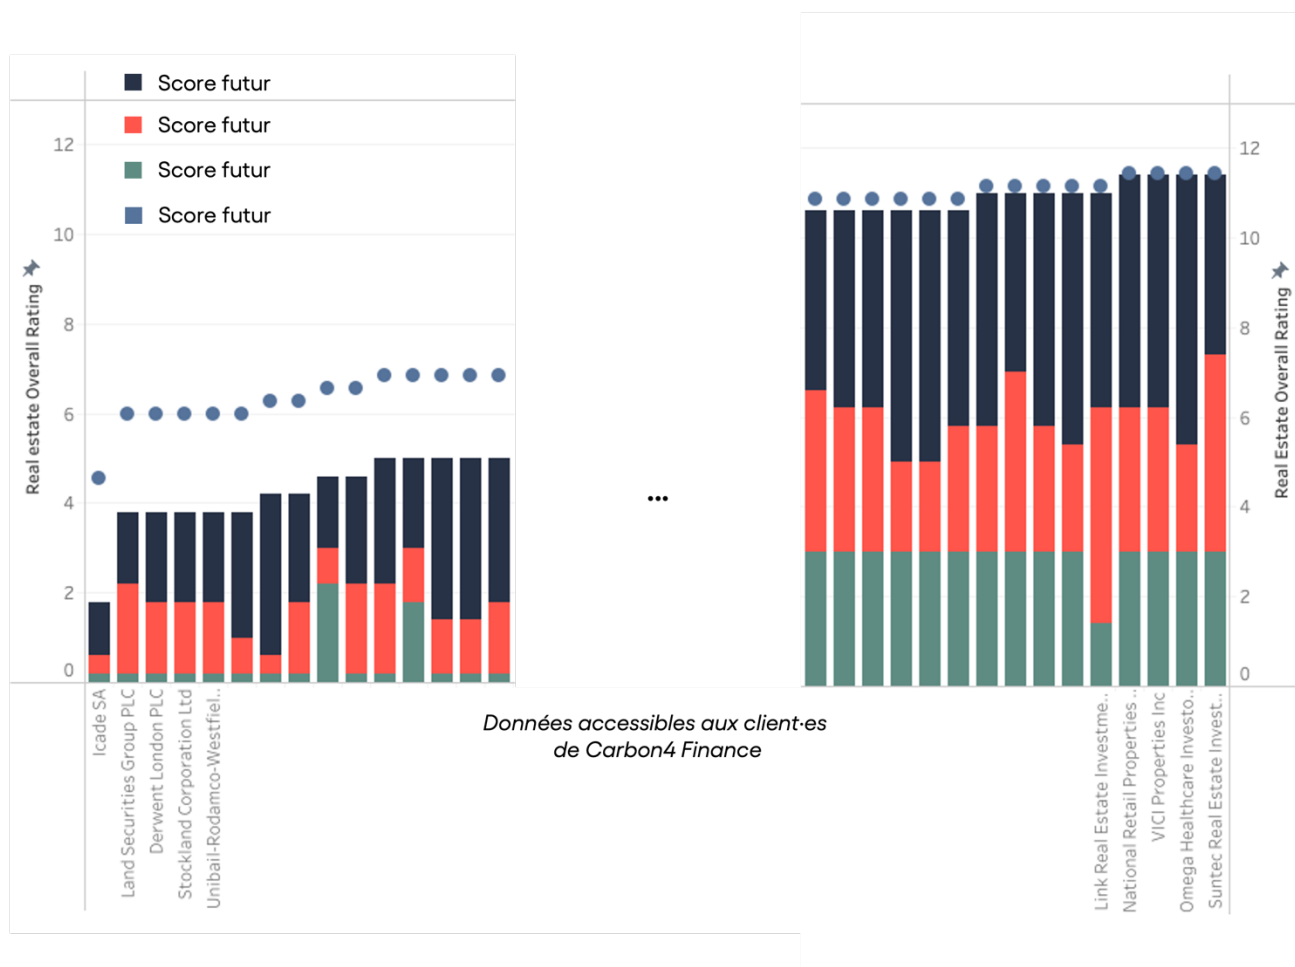 Score futur
Score futur
Score futur
Score futur
12
10
8
6
4
2
0
Real estate Overall Rating
Icade SA
Land Securities Group PLC
Derwent London PLC
Stockland Corporation Ltd
Unibail-Rodamco-Westfiel..
...
Données accessibles aux client·es
de Carbon4 Finance
12
10
8
6
4
2
0
Real Estate Overall Rating
Link Real Estate Investme..
National Retail Properties ..
VICI Properties Inc
Omega Healthcare Investo..
Suntec Real Estate Invest..